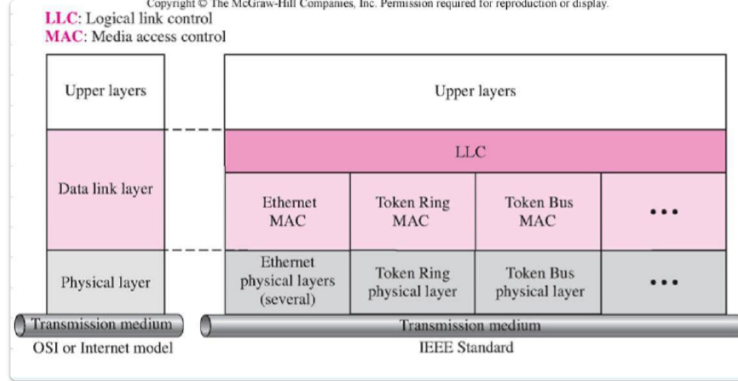 Copyright © The McGraw-Hill Companies, Inc. Permission required for reproduction or display.
LLC: Logical link control
MAC: Media access control
Upper layers
Upper layers
LLC
Data link layer
Ethernet
MAC
Token Ring
MAC
Token Bus
MAC
•••
Physical layer
Ethernet
physical layers
(several)
Token Ring
physical layer
Token Bus
physical layer
•••
Transmission medium
Transmission medium
OSI or Internet model
IEEE Standard